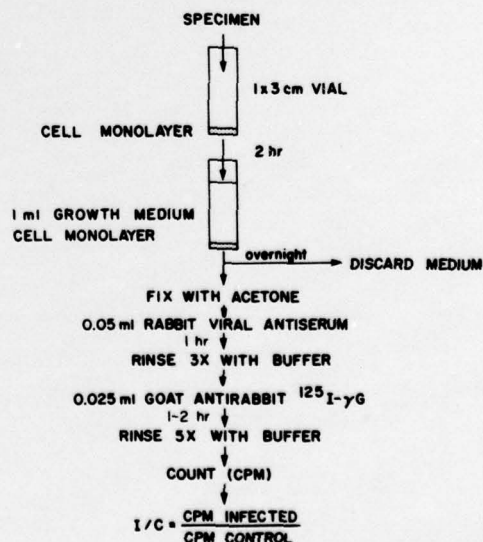 SPECIMEN
1 x 3 cm VIAL
CELL MONOLAYER
2 hr
1 ml GROWTH MEDIUM
CELL MONOLAYER
overnight
DISCARD MEDIUM
FIX WITH ACETONE
0.05 ml RABBIT VIRAL ANTISERUM
1 hr
RINSE 3X WITH BUFFER
0.025 ml GOAT ANTIRABBIT ¹²⁵I-γG
1-2 hr
RINSE 5X WITH BUFFER
COUNT (CPM)
I/C = CPM INFECTED
CPM CONTROL